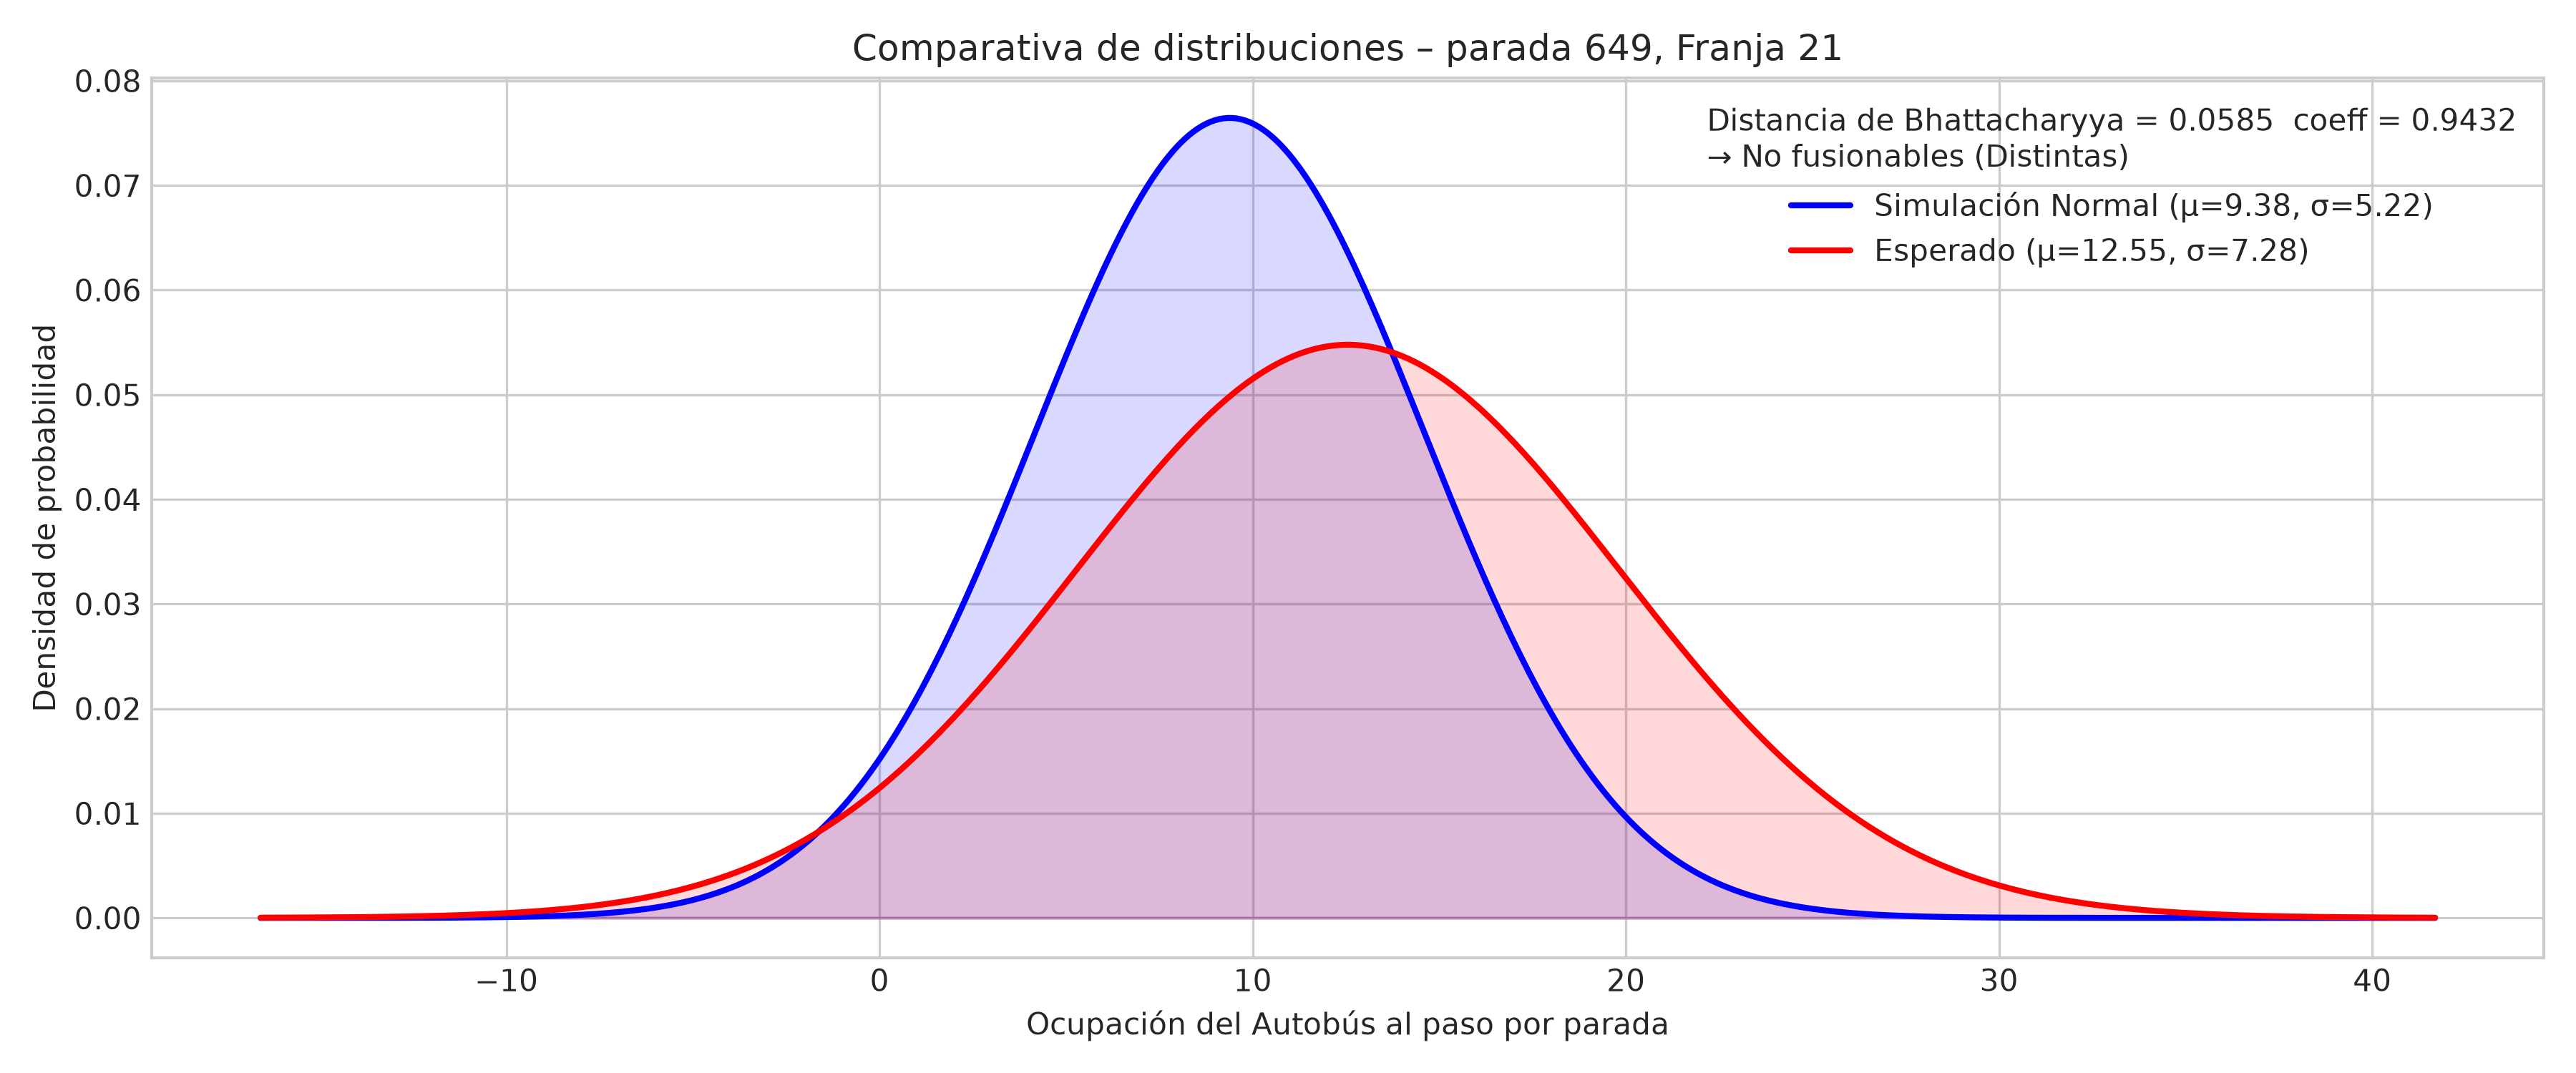 Comparativa de distribuciones – parada 649, Franja 21
Distancia de Bhattacharyya = 0.0585  coeff = 0.9432
→ No fusionables (Distintas)
Simulación Normal (μ=9.38, σ=5.22)
Esperado (μ=12.55, σ=7.28)
Densidad de probabilidad
0.08
0.07
0.06
0.05
0.04
0.03
0.02
0.01
0.00
−10 0 10 20 30 40
Ocupación del Autobús al paso por parada